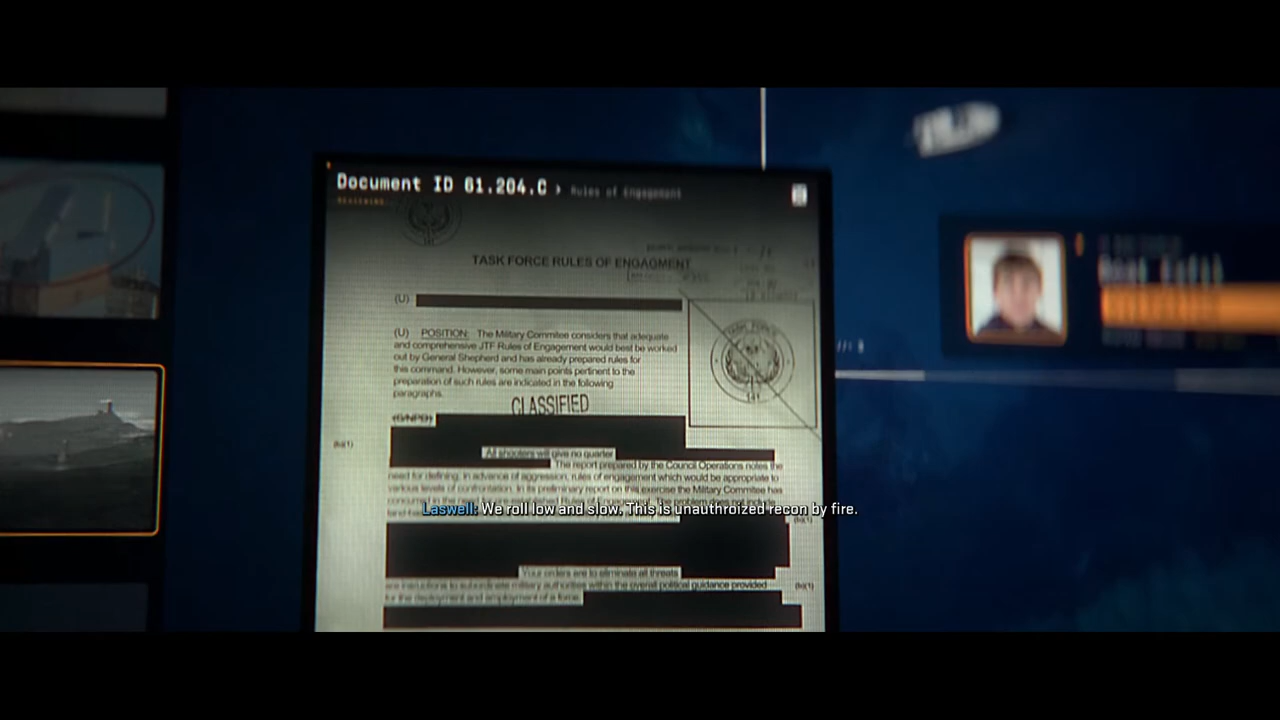 Document ID 61.204.C › Rules of Engagement
TASK FORCE RULES OF ENGAGMENT
(U)
TASK FORCE
141
(U) POSITION: The Military Commitee considers that adequate
and comprehensive JTF Rules of Engagement would best be worked
out by General Shepherd and has already prepared rules for
this command. However, some main points pertinent to the
preparation of such rules are indicated in the following
paragraphs.
CLASSIFIED
(b)(1)
All shooters will give no quarter
The report prepared by the Council Operations notes the
need for defining, in advance of aggression, rules of engagement which would be appropriate to
various levels of confrontation. In its preliminary report on this exercise the Military Commitee has
Laswell: We roll low and slow. This is unauthroized recon by fire.
(b)(1)
Your orders are to eliminate all threats
are instructions to subordinate military authorities within the overall political guidance provided
(b)(1)
for the deployment and employment of a force.